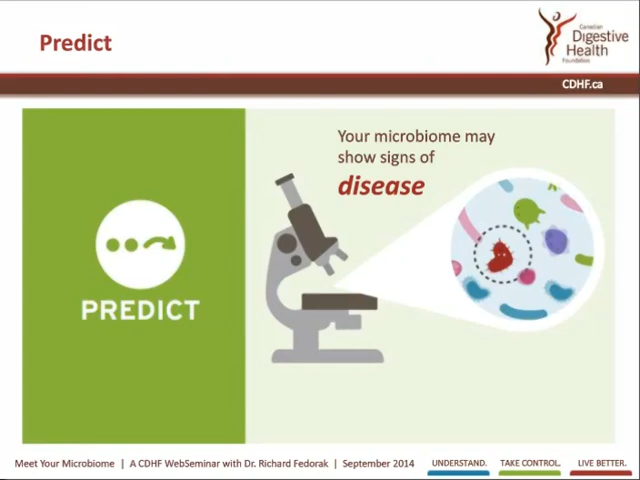 Predict
Canadian
Digestive
Health
Foundation
CDHF.ca
Your microbiome may
show signs of
disease
PREDICT
Meet Your Microbiome | A CDHF WebSeminar with Dr. Richard Fedorak | September 2014
UNDERSTAND. TAKE CONTROL. LIVE BETTER.